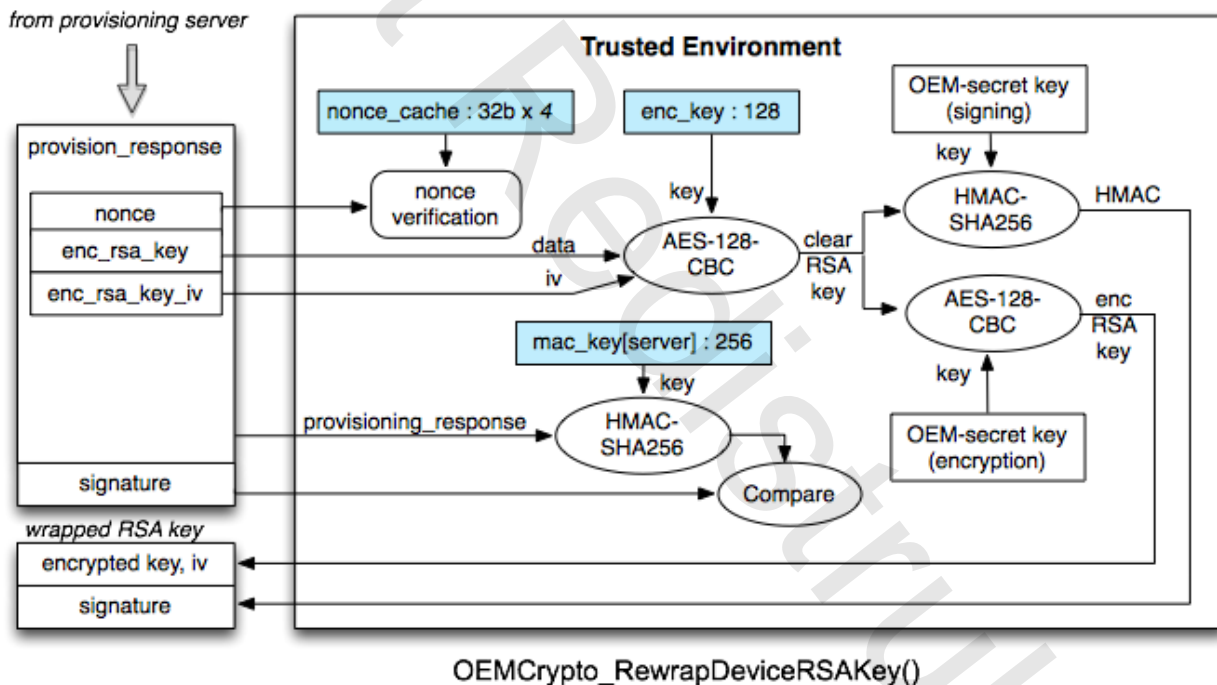 from provisioning server
Trusted Environment
nonce_cache : 32b x 4
enc_key : 128
OEM-secret key
(signing)
provision_response
key
nonce
verification
key
HMAC-
SHA256
HMAC
nonce
enc_rsa_key
data
AES-128-
CBC
clear
RSA
key
enc_rsa_key_iv
iv
AES-128-
CBC
enc
RSA
key
mac_key[server] : 256
key
key
provisioning_response
HMAC-
SHA256
OEM-secret key
(encryption)
signature
Compare
wrapped RSA key
encrypted key, iv
signature
OEMCrypto_RewrapDeviceRSAKey()